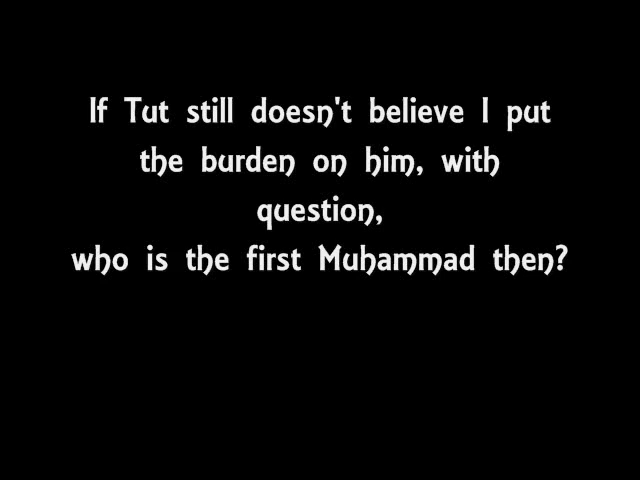 If Tut still doesn't believe I put
the burden on him, with
question,
who is the first Muhammad then?